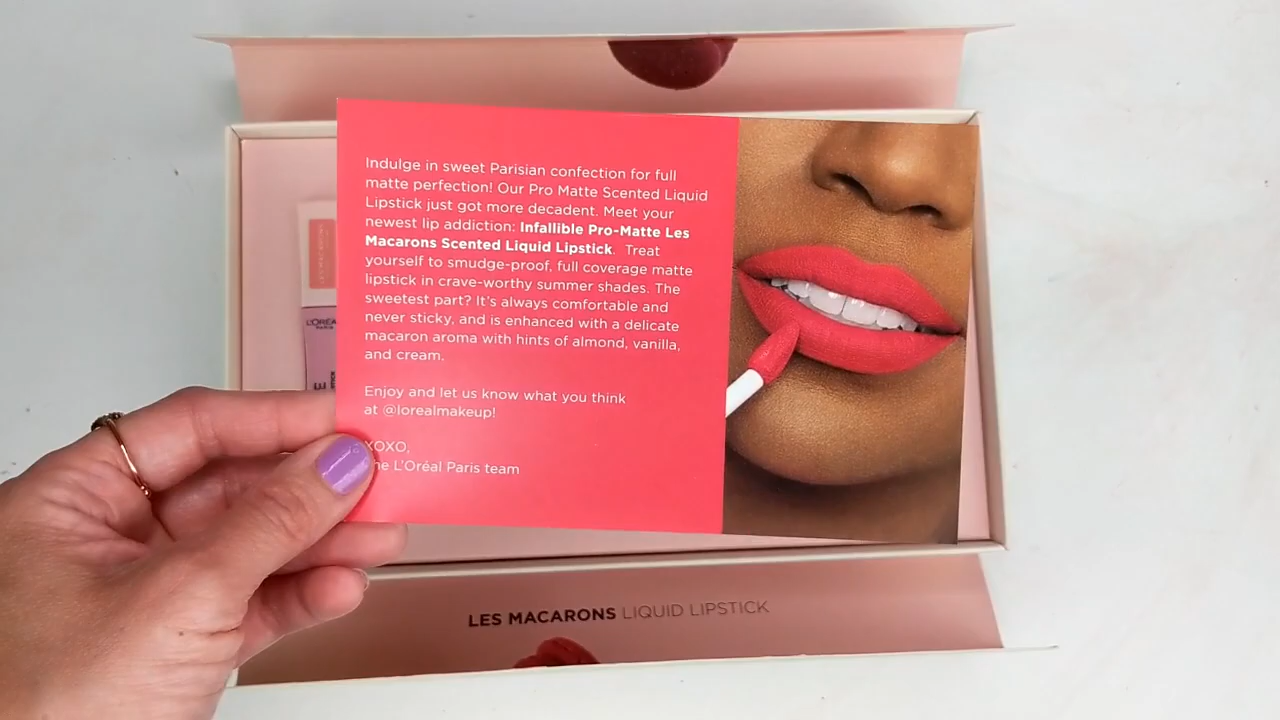 Indulge in sweet Parisian confection for full
matte perfection! Our Pro Matte Scented Liquid
Lipstick just got more decadent. Meet your
newest lip addiction: Infallible Pro-Matte Les
Macarons Scented Liquid Lipstick. Treat
yourself to smudge-proof, full coverage matte
lipstick in crave-worthy summer shades. The
sweetest part? It's always comfortable and
never sticky, and is enhanced with a delicate
macaron aroma with hints of almond, vanilla,
and cream.
Enjoy and let us know what you think
at @lorealmakeup!
XOXO,
L'Oréal Paris team
LES MACARONS LIQUID LIPSTICK